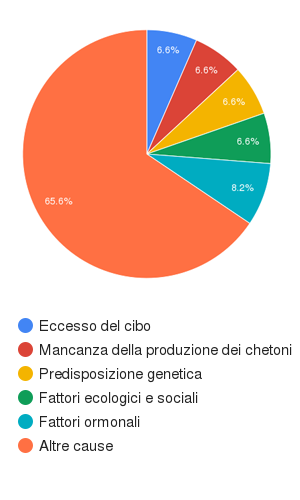 6.6%
6.6%
6.6%
6.6%
8.2%
65.6%
Eccesso del cibo
Mancanza della produzione dei chetoni
Predisposizione genetica
Fattori ecologici e sociali
Fattori ormonali
Altre cause